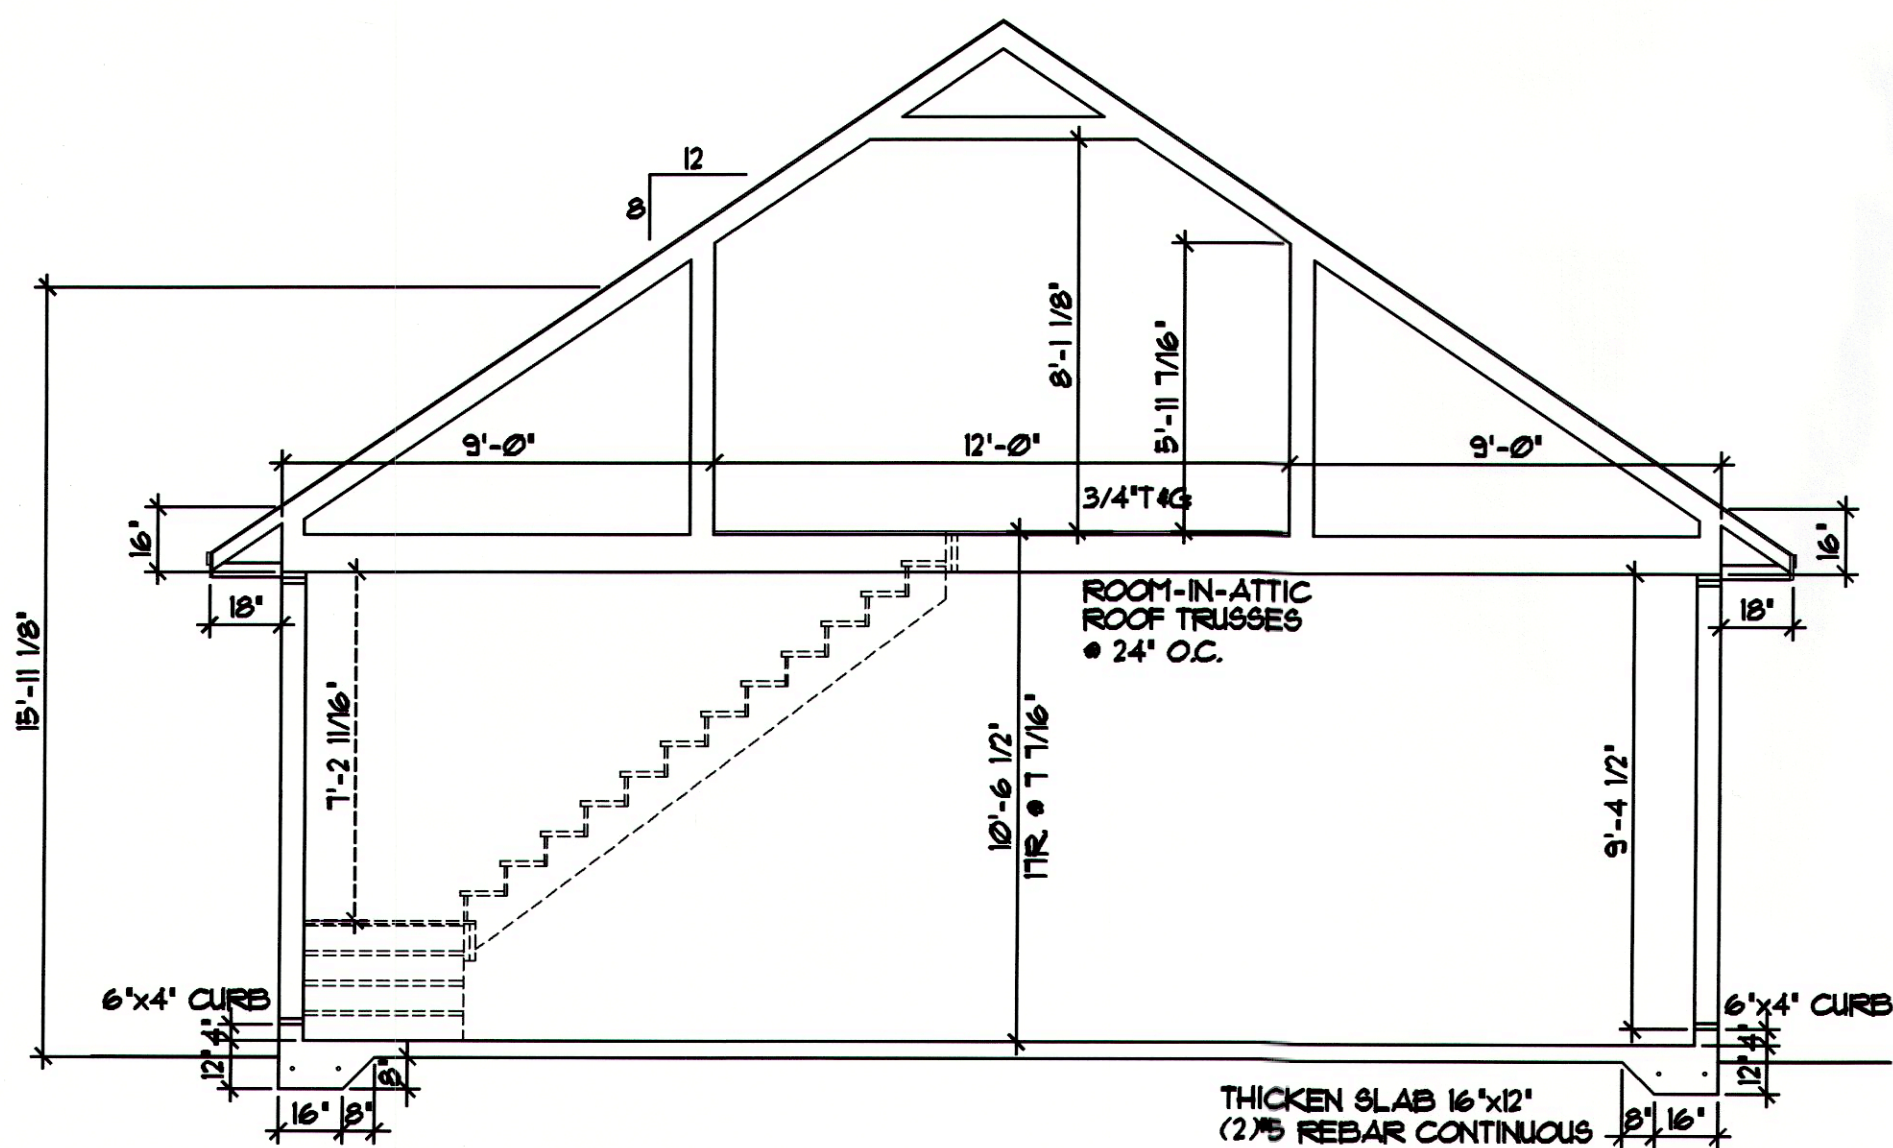 12
8
8'-1 1/8"
5'-11 7/16"
9'-0"
12'-0"
9'-0"
3/4" T&G
16"
16"
18"
18"
ROOM-IN-ATTIC
ROOF TRUSSES
@ 24" O.C.
15'-11 1/8"
7'-2 11/16"
10'-6 1/2"
17R. @ 7 7/16"
9'-4 1/2"
6"x4" CURB
6"x4" CURB
4"
12"
8"
4"
12"
16"
8"
THICKEN SLAB 16"x12"
(2)#5 REBAR CONTINUOUS
8"
16"